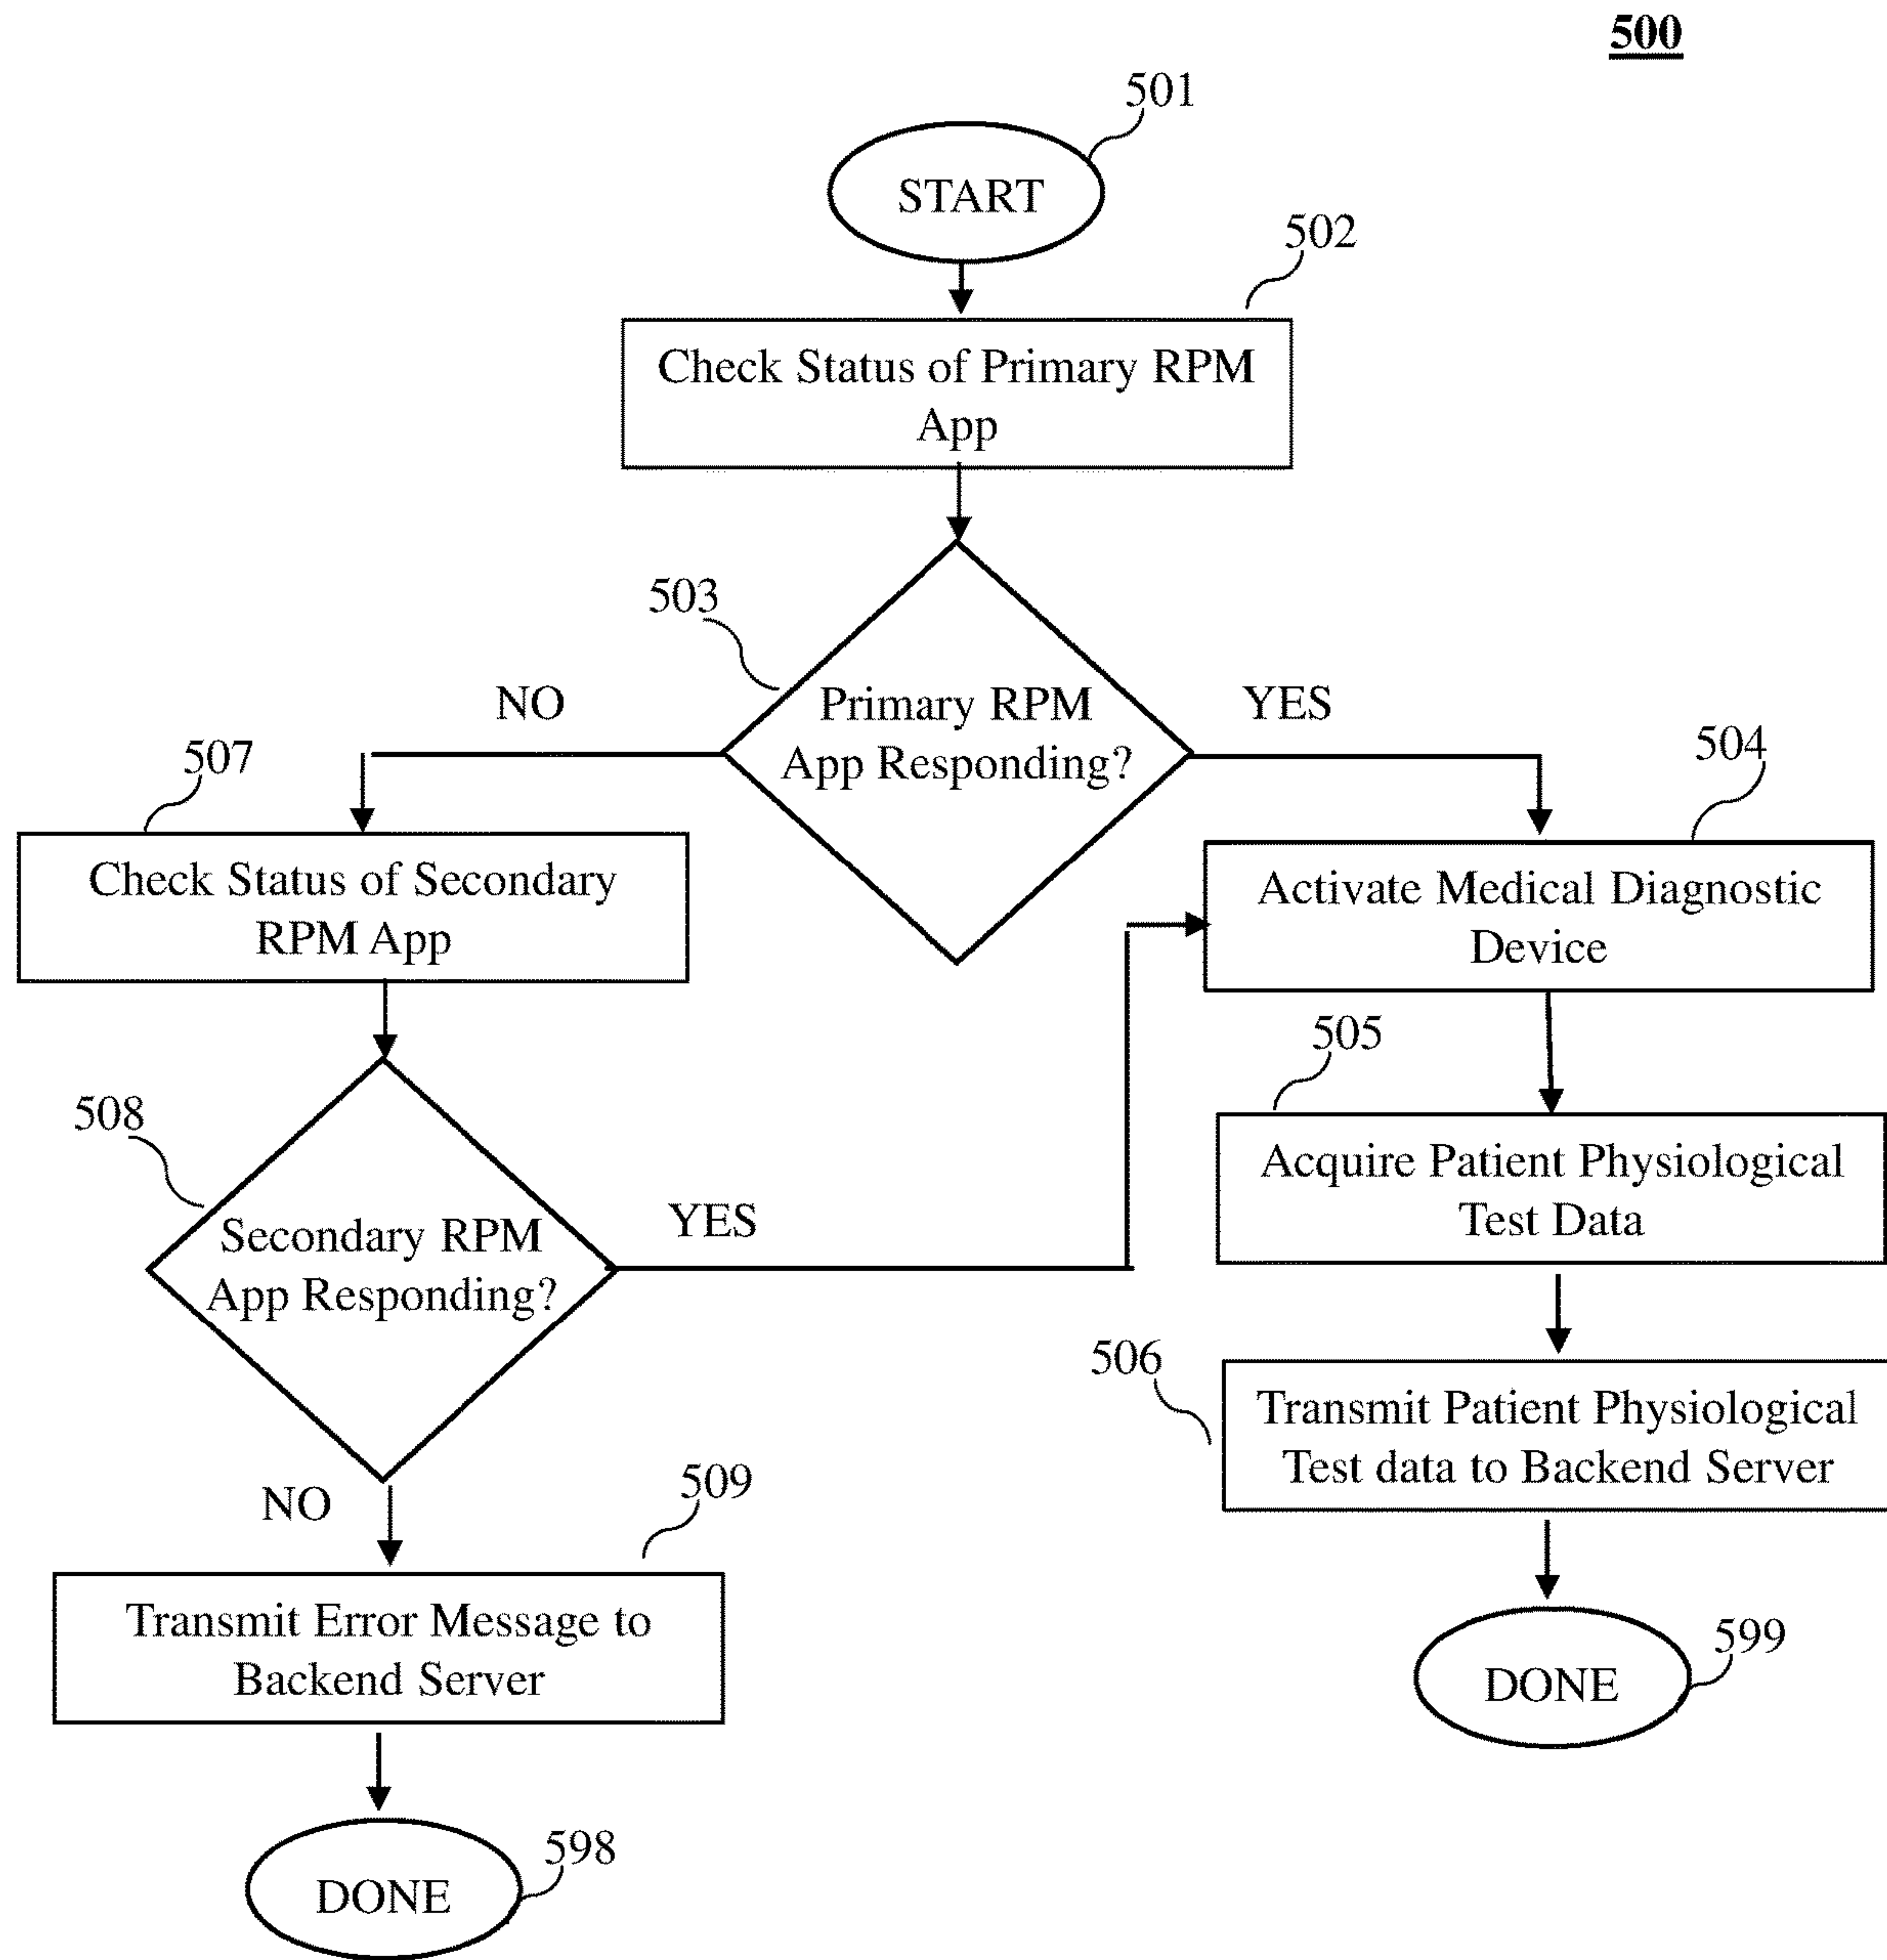 500
501
START
502
Check Status of Primary RPM
App
503
Primary RPM
App Responding?
NO
YES
507
504
Check Status of Secondary
RPM App
Activate Medical Diagnostic
Device
508
505
Secondary RPM
App Responding?
YES
Acquire Patient Physiological
Test Data
506
Transmit Patient Physiological
Test data to Backend Server
NO
509
Transmit Error Message to
Backend Server
599
DONE
598
DONE